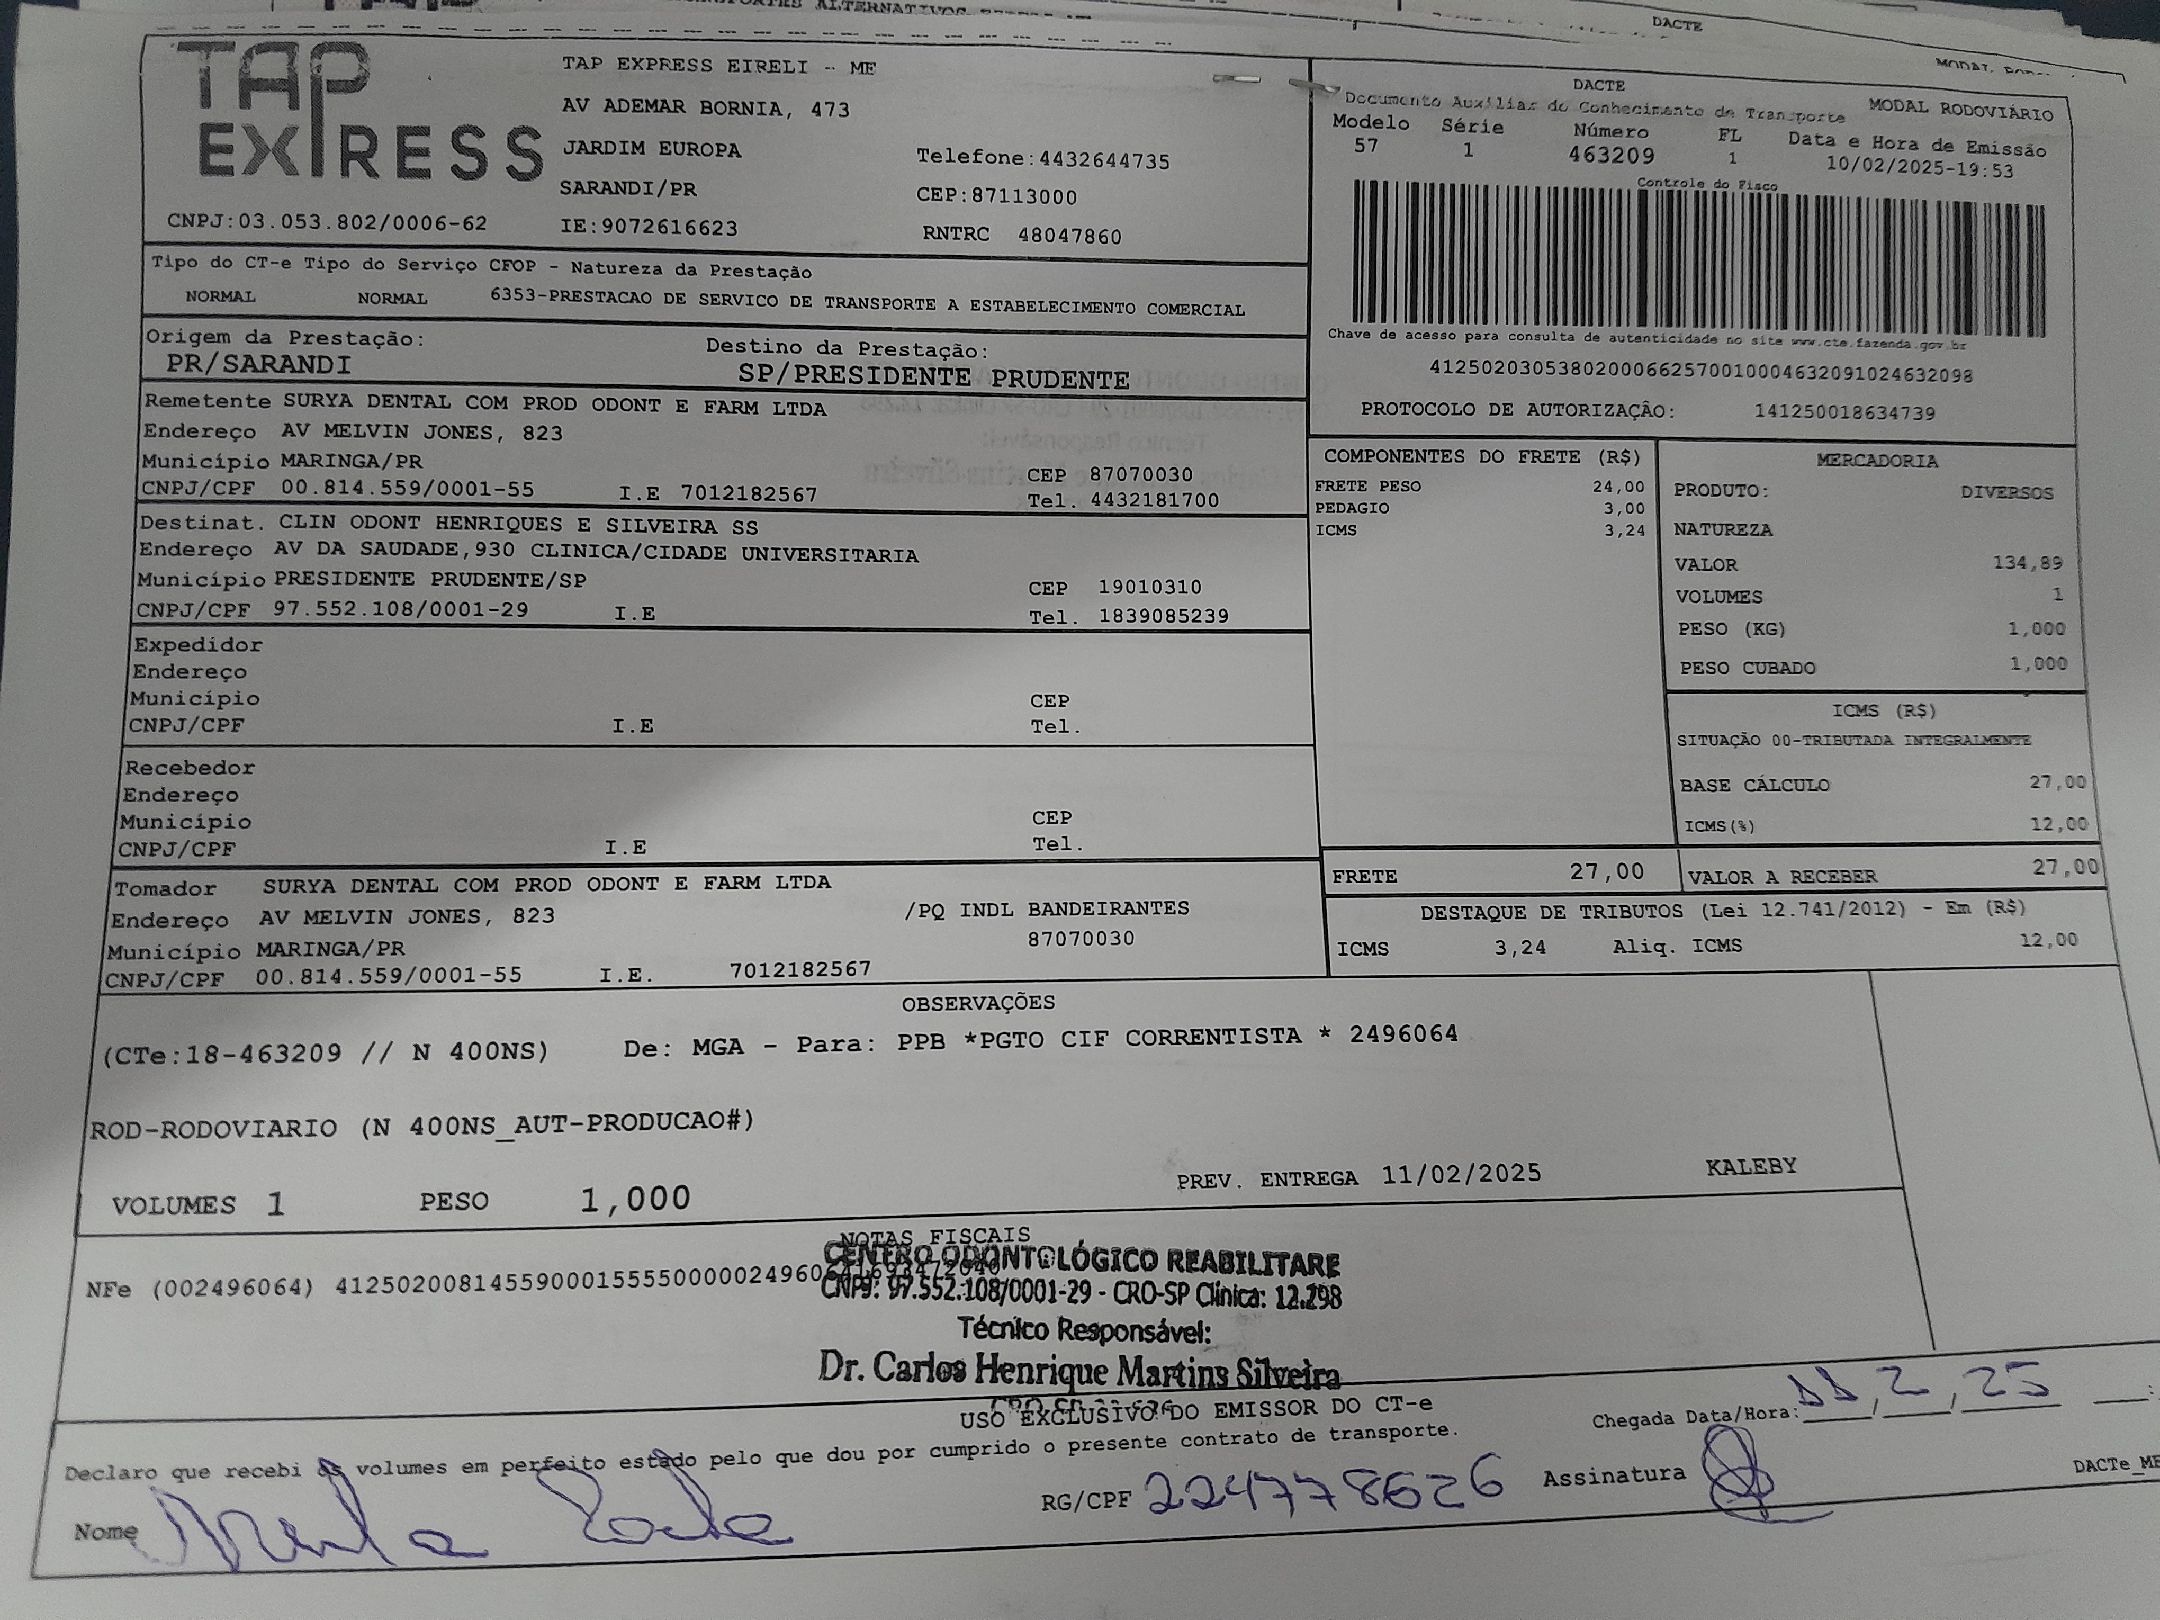 TRANSPORTES ALTERNATIVOS
DACTE
TAP EXPRESS
TAP EXPRESS EIRELI - ME
AV ADEMAR BORNIA, 473
JARDIM EUROPA Telefone:4432644735
SARANDI/PR CEP:87113000
CNPJ:03.053.802/0006-62 IE:9072616623 RNTRC 48047860
DACTE
Documento Auxiliar do Conhecimento de Transporte MODAL RODOVIÁRIO
Modelo Série Número FL Data e Hora de Emissão
57 1 463209 1 10/02/2025-19:53
Controle do Fisco
Chave de acesso para consulta de autenticidade no site www.cte.fazenda.gov.br
41250203053802000662570010004632091024632098
PROTOCOLO DE AUTORIZAÇÃO: 141250018634739
Tipo do CT-e Tipo do Serviço CFOP - Natureza da Prestação
NORMAL NORMAL 6353-PRESTACAO DE SERVICO DE TRANSPORTE A ESTABELECIMENTO COMERCIAL
Origem da Prestação: Destino da Prestação:
PR/SARANDI SP/PRESIDENTE PRUDENTE
Remetente SURYA DENTAL COM PROD ODONT E FARM LTDA
Endereço AV MELVIN JONES, 823
Município MARINGA/PR CEP 87070030
CNPJ/CPF 00.814.559/0001-55 I.E 7012182567 Tel. 4432181700
Destinat. CLIN ODONT HENRIQUES E SILVEIRA SS
Endereço AV DA SAUDADE,930 CLINICA/CIDADE UNIVERSITARIA
Município PRESIDENTE PRUDENTE/SP CEP 19010310
CNPJ/CPF 97.552.108/0001-29 I.E Tel. 1839085239
Expedidor
Endereço
Município CEP
CNPJ/CPF I.E Tel.
Recebedor
Endereço
Município CEP
CNPJ/CPF I.E Tel.
Tomador SURYA DENTAL COM PROD ODONT E FARM LTDA
Endereço AV MELVIN JONES, 823 /PQ INDL BANDEIRANTES
Município MARINGA/PR 87070030
CNPJ/CPF 00.814.559/0001-55 I.E. 7012182567
COMPONENTES DO FRETE (R$)
FRETE PESO 24,00
PEDAGIO 3,00
ICMS 3,24
MERCADORIA
PRODUTO: DIVERSOS
NATUREZA
VALOR 134,89
VOLUMES 1
PESO (KG) 1,000
PESO CUBADO 1,000
ICMS (R$)
SITUAÇÃO 00-TRIBUTADA INTEGRALMENTE
BASE CÁLCULO 27,00
ICMS(%) 12,00
FRETE 27,00 VALOR A RECEBER 27,00
DESTAQUE DE TRIBUTOS (Lei 12.741/2012) - Em (R$)
ICMS 3,24 Aliq. ICMS 12,00
OBSERVAÇÕES
(CTe:18-463209 // N 400NS) De: MGA - Para: PPB *PGTO CIF CORRENTISTA * 2496064
ROD-RODOVIARIO (N 400NS_AUT-PRODUCAO#)
VOLUMES 1 PESO 1,000 PREV. ENTREGA 11/02/2025 KALEBY
NOTAS FISCAIS
NFe (002496064)
CENTRO ODONTOLÓGICO REABILITARE
CNPJ: 97.552.108/0001-29 - CRO-SP Clínica: 12.298
Técnico Responsável:
Dr. Carlos Henrique Martins Silveira
USO EXCLUSIVO DO EMISSOR DO CT-e
Chegada Data/Hora: 11, 2, 25
Declaro que recebi os volumes em perfeito estado pelo que dou por cumprido o presente contrato de transporte.
Nome RG/CPF 224778626 Assinatura